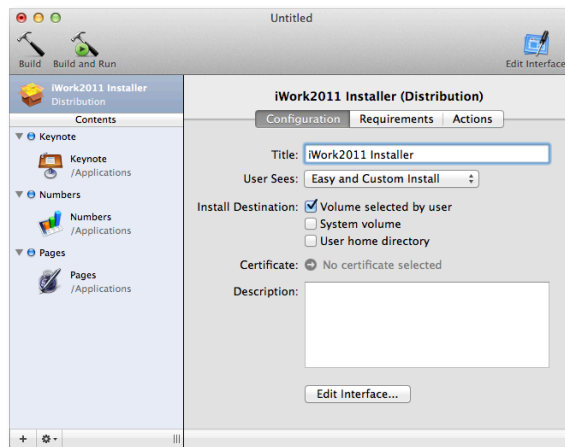 Untitled
Build Build and Run Edit Interface
iWork2011 Installer
Distribution
Contents
Keynote
Keynote
/Applications
Numbers
Numbers
/Applications
Pages
Pages
/Applications
iWork2011 Installer (Distribution)
Configuration Requirements Actions
Title: iWork2011 Installer
User Sees: Easy and Custom Install
Install Destination: Volume selected by user
System volume
User home directory
Certificate: No certificate selected
Description:
Edit Interface...